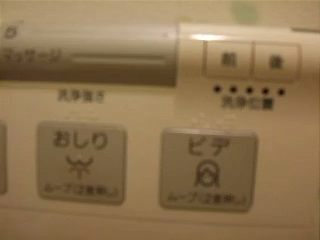 マッサージ
前 後
洗浄強さ
洗浄位置
おしり
ムーブ(2度押し)
ビデ
ムーブ(2度押し)